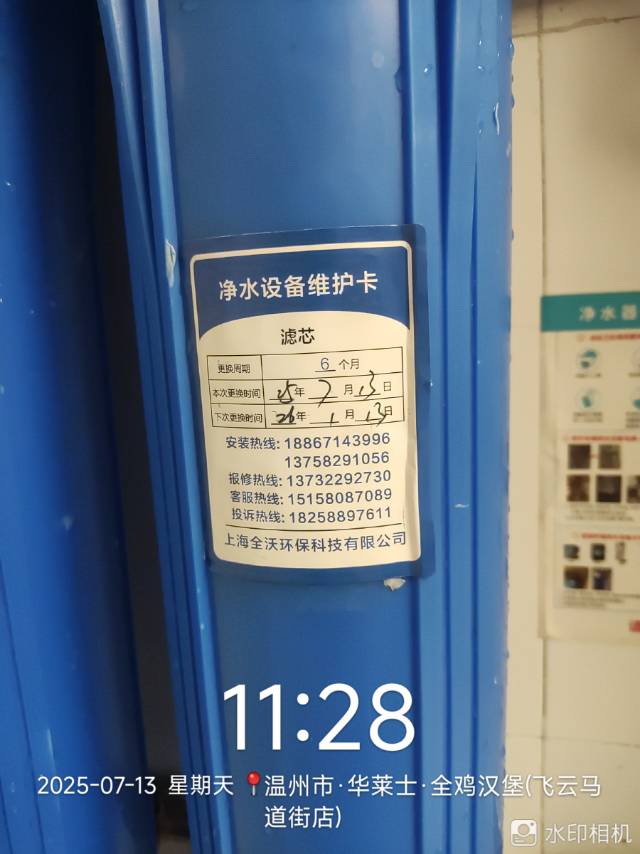 净水设备维护卡
滤芯
更换周期 6 个月
本次更换时间 25年 7 月 13 日
下次更换时间 26年 1 月 13日
安装热线: 18867143996
13758291056
报修热线: 13732292730
客服热线: 15158087089
投诉热线: 18258897611
上海全沃环保科技有限公司
净水器
11:28
2025-07-13 星期天 📍温州市·华莱士·全鸡汉堡(飞云马
道街店)
水印相机